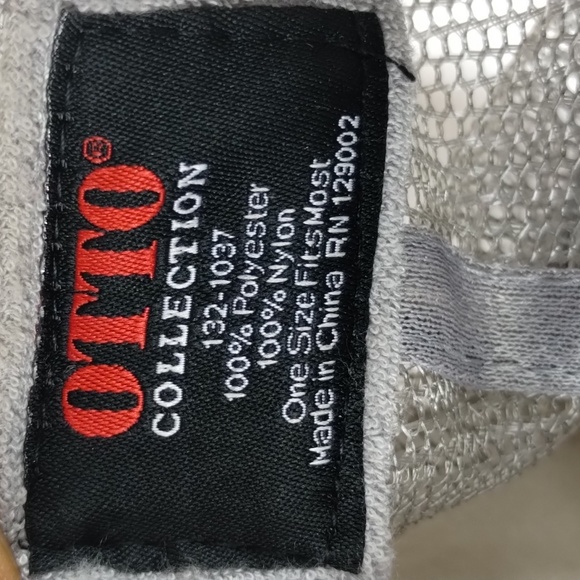 OTTO®
COLLECTION
132-1037
100% Polyester
100% Nylon
One Size Fits Most
Made in China RN 129002